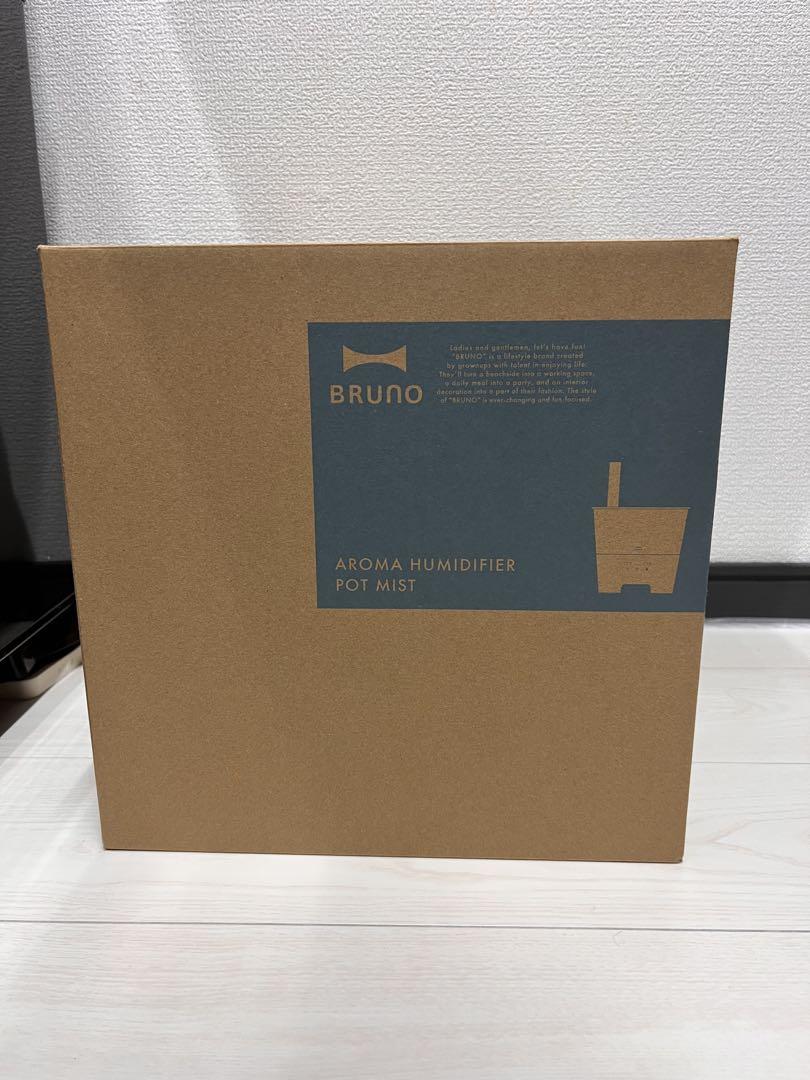 BRUNO
Ladies and gentlemen, let's have fun!
"BRUNO" is a lifestyle brand created
by grownups with talent in enjoying life.
They'll turn a beachside into a working space,
a daily meal into a party, and an interior
decoration into a part of their fashion. The style
of "BRUNO" is ever-changing and fun focused.
AROMA HUMIDIFIER
POT MIST